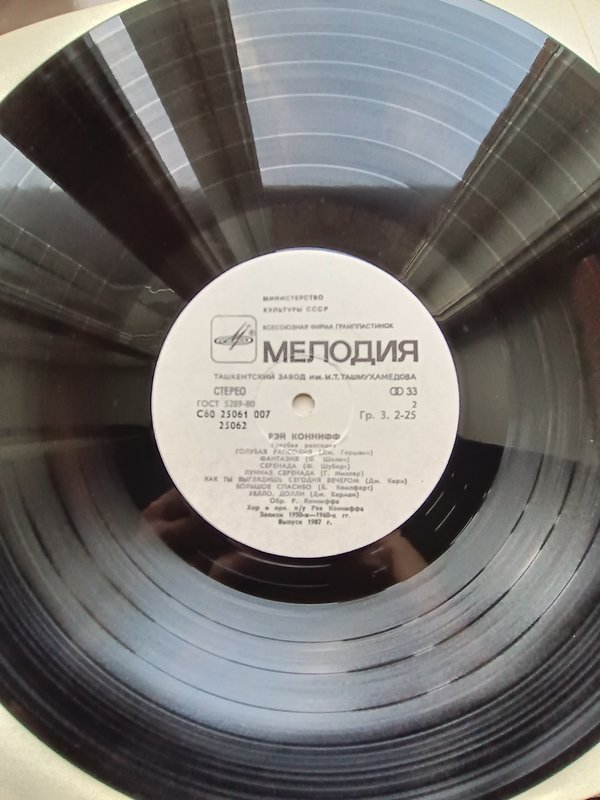 МИНИСТЕРСТВО
КУЛЬТУРЫ СССР
ВСЕСОЮЗНАЯ ФИРМА ГРАМПЛАСТИНОК
МЕЛОДИЯ
ТАШКЕНТСКИЙ ЗАВОД ИМ. М.Т. ТАШМУХАМЕДОВА
СТЕРЕО 33
ГОСТ 5289-80 2
С60 25061 007 Гр. 3. 2-25
25062
РЭЙ КОННИФФ
Голубая рапсодия
ГОЛУБАЯ РАПСОДИЯ (Дж. Гершвин)
ФАНТАЗИЯ (Ф. Шопен)
СЕРЕНАДА (Ф. Шуберт)
ЛУННАЯ СЕРЕНАДА (Г. Миллер)
КАК ТЫ ВЫГЛЯДИШЬ СЕГОДНЯ ВЕЧЕРОМ (Дж. Керн)
БОЛЬШОЕ СПАСИБО (Б. Кемпферт)
ХЕЛЛО, ДОЛЛИ (Дж. Херман)
Обр. Р. Конниффа
Хор и орк. п/у Рэя Конниффа
Записи 1950-х—1960-х гг.
Выпуск 1987 г.